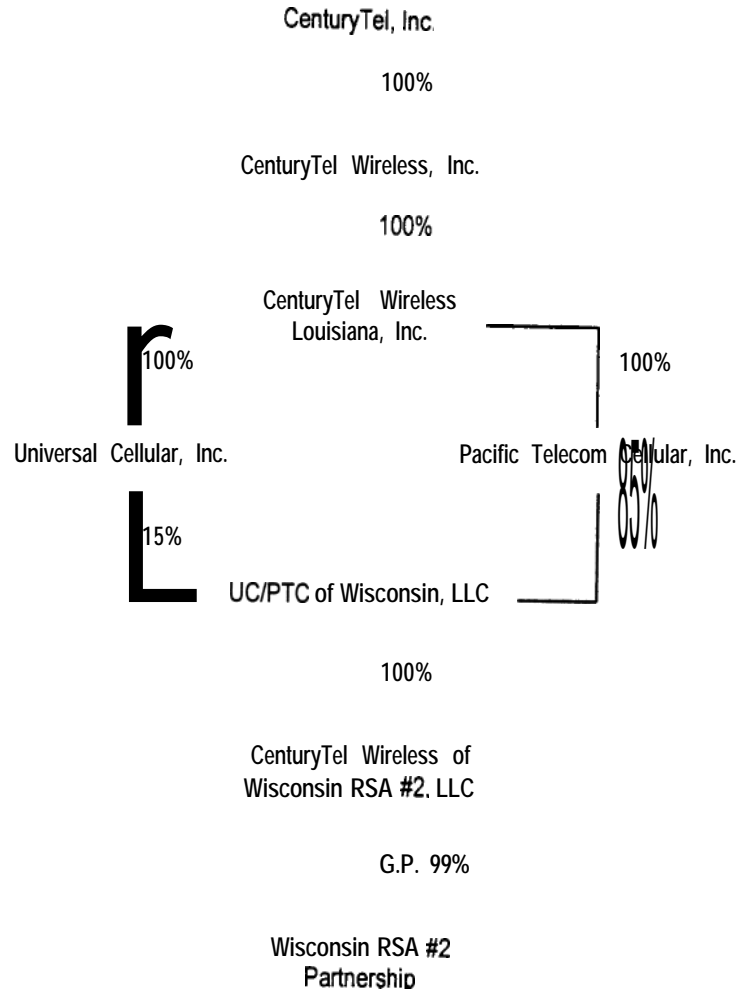 CenturyTel, Inc.
100%
CenturyTel Wireless, Inc.
100%
CenturyTel Wireless
Louisiana, Inc.
100%
100%
Universal Cellular, Inc.
Pacific Telecom Cellular, Inc.
85%
15%
UC/PTC of Wisconsin, LLC
100%
CenturyTel Wireless of
Wisconsin RSA #2, LLC
G.P. 99%
Wisconsin RSA #2
Partnership